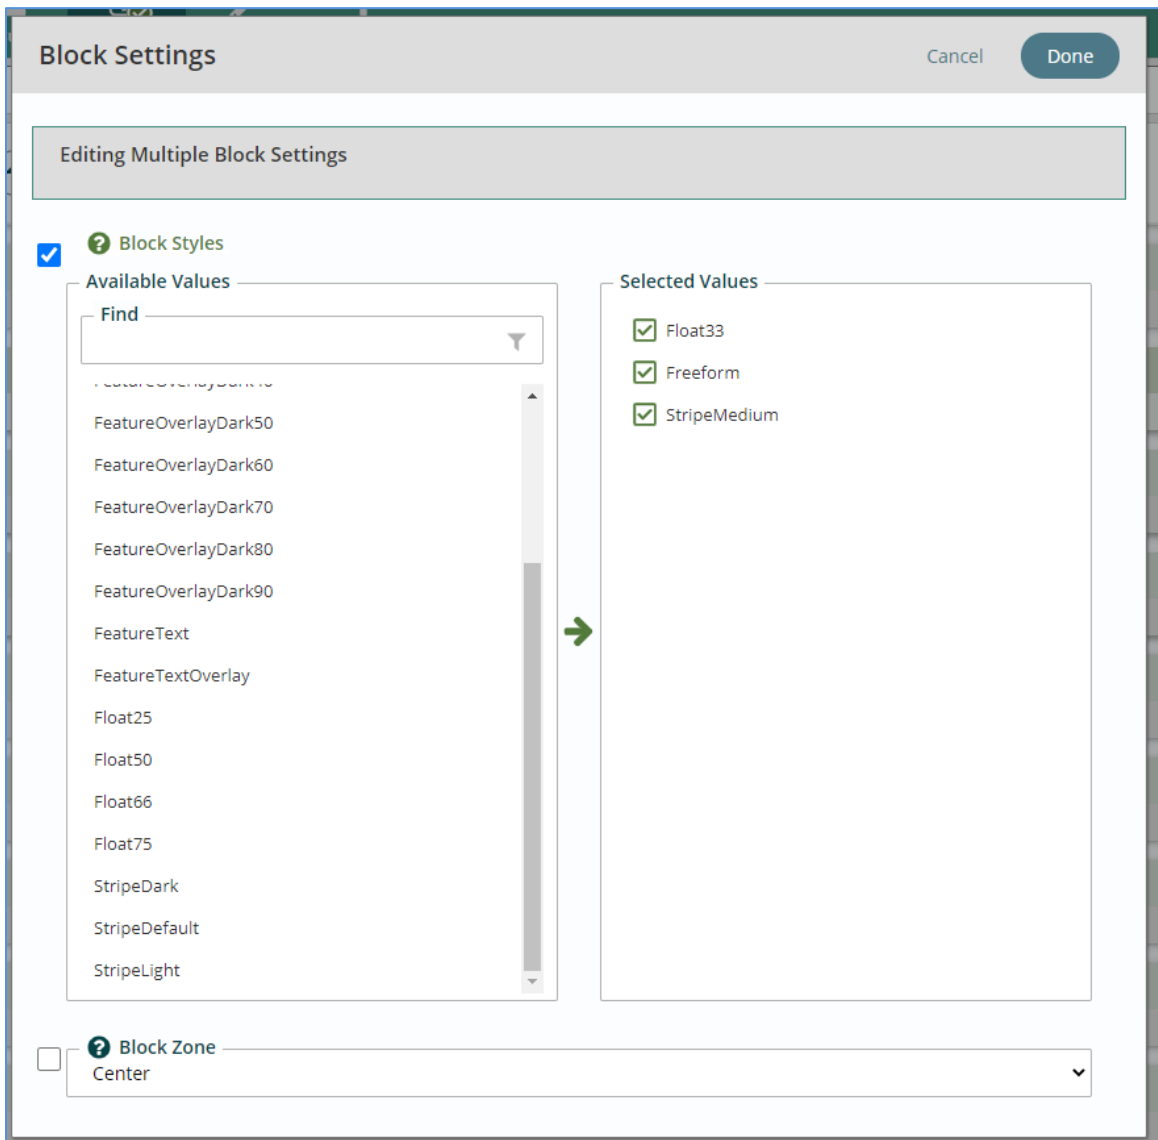 Block Settings
Cancel
Done
Editing Multiple Block Settings
Block Styles
Available Values
Find
FeatureOverlayDark50
FeatureOverlayDark60
FeatureOverlayDark70
FeatureOverlayDark80
FeatureOverlayDark90
FeatureText
FeatureTextOverlay
Float25
Float50
Float66
Float75
StripeDark
StripeDefault
StripeLight
Selected Values
Float33
Freeform
StripeMedium
Block Zone
Center